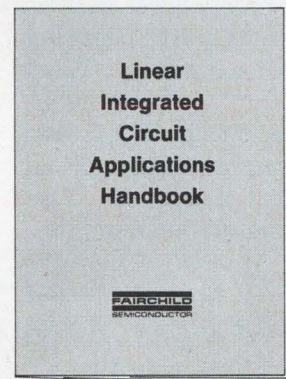 Linear
Integrated
Circuit
Applications
Handbook
FAIRCHILD
SEMICONDUCTOR